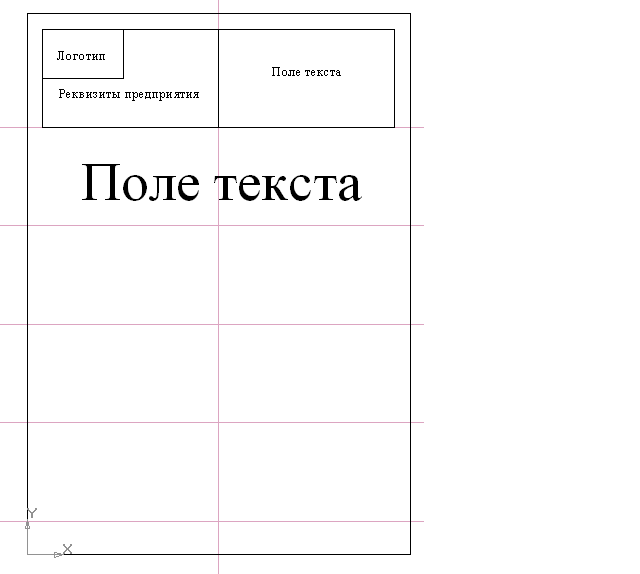 Логотип
Поле текста
Реквизиты предприятия
Поле текста
Y
X